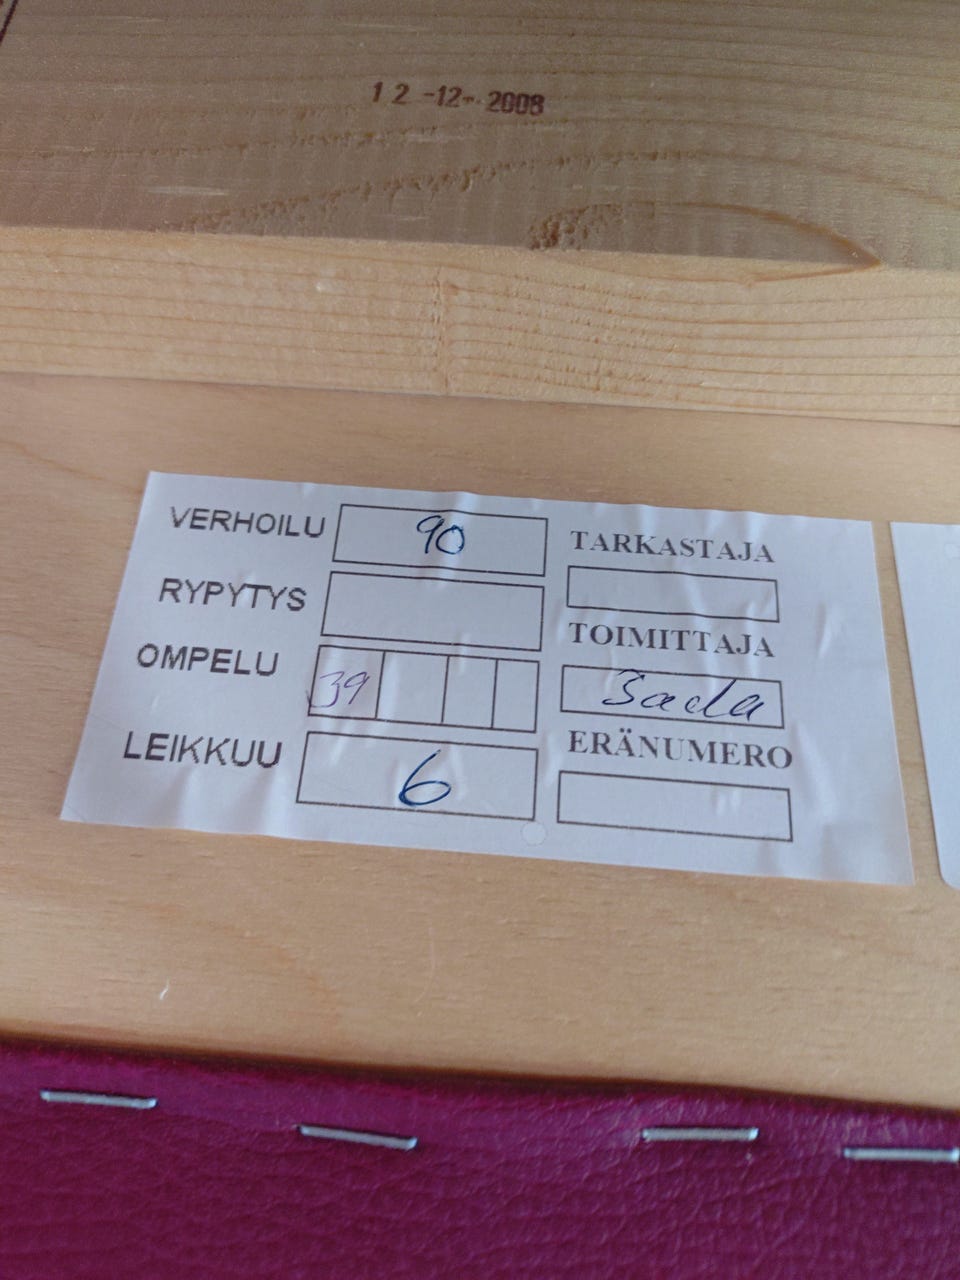 12-12-2008
VERHOILU 90 TARKASTAJA
RYPYTYS TOIMITTAJA
OMPELU 39 Sada
LEIKKUU 6 ERÄNUMERO